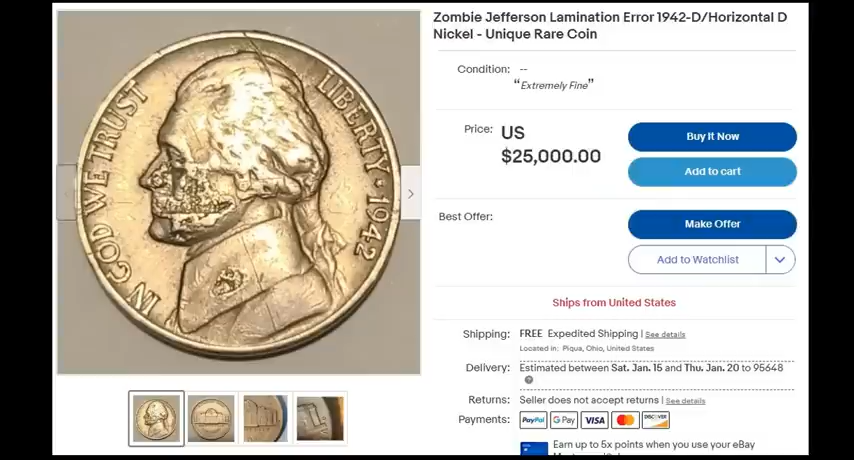 Zombie Jefferson Lamination Error 1942-D/Horizontal D
Nickel - Unique Rare Coin
Condition: --
“Extremely Fine”
Price: US
$25,000.00
Buy It Now
Add to cart
Best Offer:
Make Offer
Add to Watchlist
Ships from United States
Shipping: FREE Expedited Shipping | See details
Located in: Piqua, Ohio, United States
Delivery: Estimated between Sat. Jan. 15 and Thu. Jan. 20 to 95648
Returns: Seller does not accept returns | See details
Payments: PayPal G Pay VISA DISCOVER
Earn up to 5x points when you use your eBay
IN GOD WE TRUST
LIBERTY · 1942